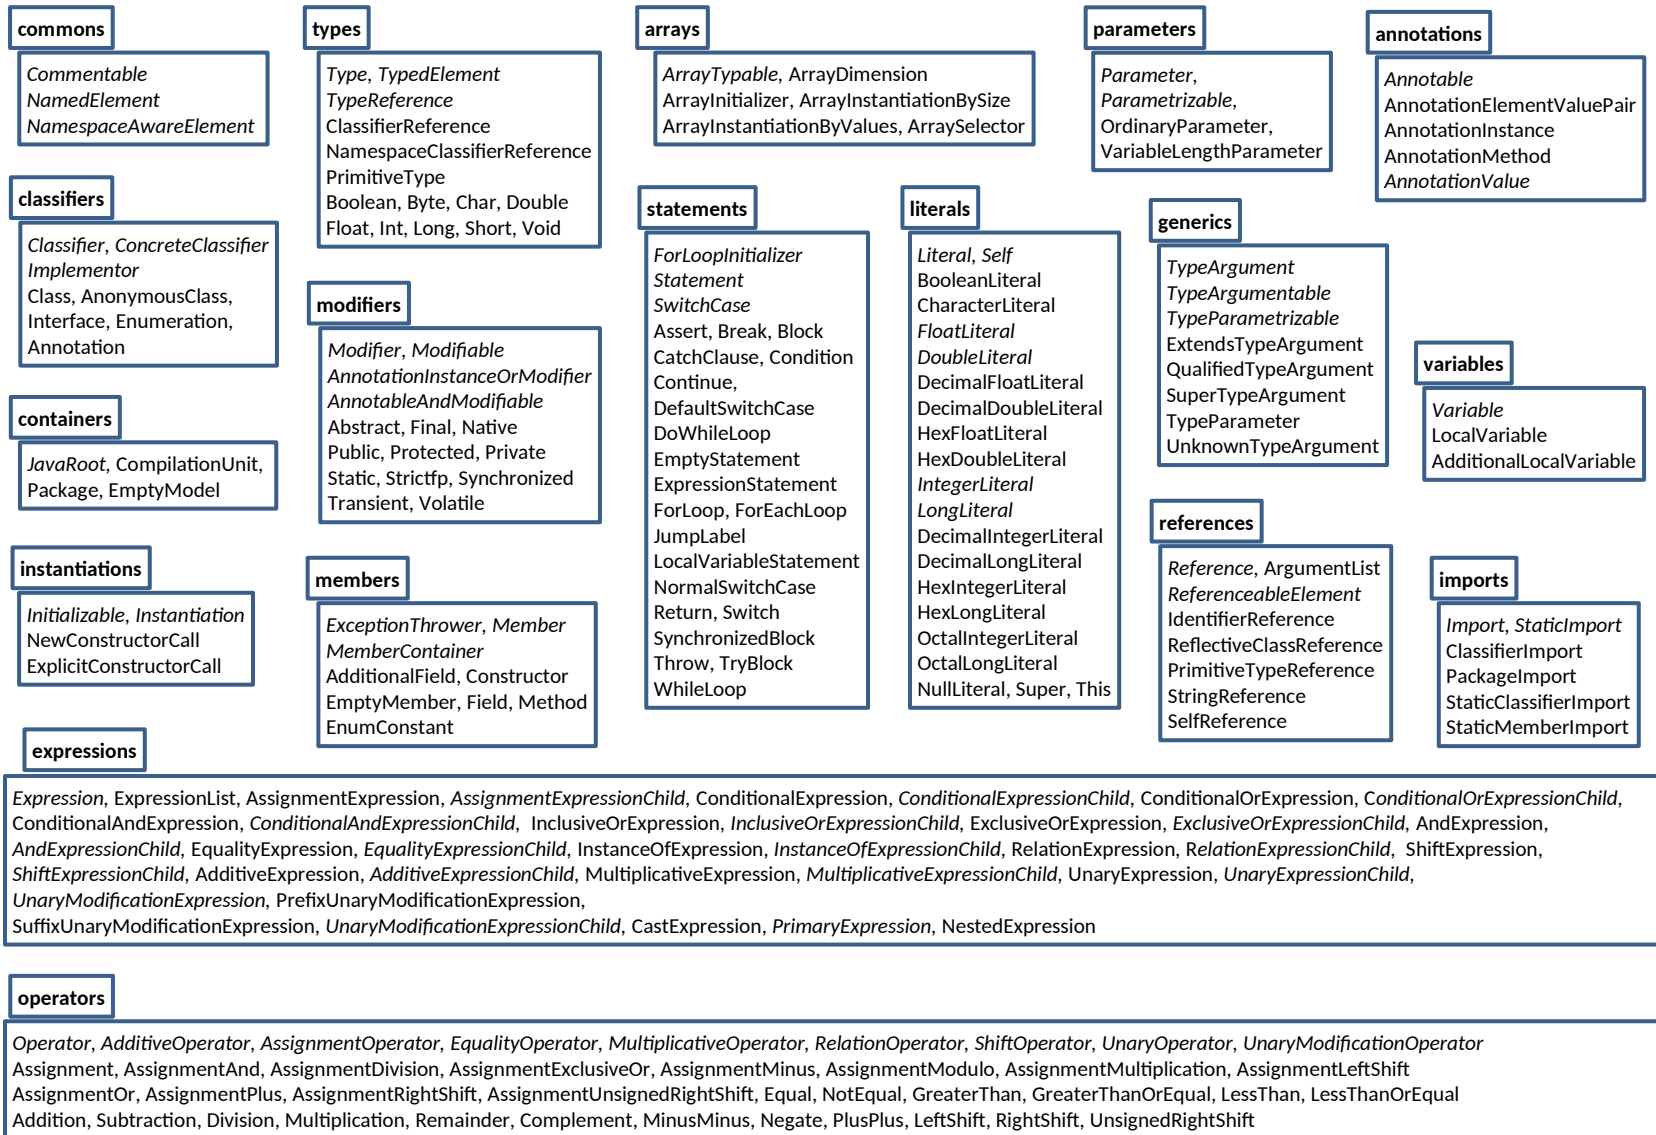 commons
Commentable
NamedElement
NamespaceAwareElement
classifiers
Classifier, ConcreteClassifier
Implementor
Class, AnonymousClass,
Interface, Enumeration,
Annotation
containers
JavaRoot, CompilationUnit,
Package, EmptyModel
instantiations
Initializable, Instantiation
NewConstructorCall
ExplicitConstructorCall
types
Type, TypedElement
TypeReference
ClassifierReference
NamespaceClassifierReference
PrimitiveType
Boolean, Byte, Char, Double
Float, Int, Long, Short, Void
modifiers
Modifier, Modifiable
AnnotationInstanceOrModifier
AnnotableAndModifiable
Abstract, Final, Native
Public, Protected, Private
Static, Strictfp, Synchronized
Transient, Volatile
members
ExceptionThrower, Member
MemberContainer
AdditionalField, Constructor
EmptyMember, Field, Method
EnumConstant
arrays
ArrayTypable, ArrayDimension
ArrayInitializer, ArrayInstantiationBySize
ArrayInstantiationByValues, ArraySelector
statements
ForLoopInitializer
Statement
SwitchCase
Assert, Break, Block
CatchClause, Condition
Continue,
DefaultSwitchCase
DoWhileLoop
EmptyStatement
ExpressionStatement
ForLoop, ForEachLoop
JumpLabel
LocalVariableStatement
NormalSwitchCase
Return, Switch
SynchronizedBlock
Throw, TryBlock
WhileLoop
literals
Literal, Self
BooleanLiteral
CharacterLiteral
FloatLiteral
DoubleLiteral
DecimalFloatLiteral
DecimalDoubleLiteral
HexFloatLiteral
HexDoubleLiteral
IntegerLiteral
LongLiteral
DecimalIntegerLiteral
DecimalLongLiteral
HexIntegerLiteral
HexLongLiteral
OctalIntegerLiteral
OctalLongLiteral
NullLiteral, Super, This
parameters
Parameter,
Parametrizable,
OrdinaryParameter,
VariableLengthParameter
generics
TypeArgument
TypeArgumentable
TypeParametrizable
ExtendsTypeArgument
QualifiedTypeArgument
SuperTypeArgument
TypeParameter
UnknownTypeArgument
references
Reference, ArgumentList
ReferenceableElement
IdentifierReference
ReflectiveClassReference
PrimitiveTypeReference
StringReference
SelfReference
annotations
Annotable
AnnotationElementValuePair
AnnotationInstance
AnnotationMethod
AnnotationValue
variables
Variable
LocalVariable
AdditionalLocalVariable
imports
Import, StaticImport
ClassifierImport
PackageImport
StaticClassifierImport
StaticMemberImport
expressions
Expression, ExpressionList, AssignmentExpression, AssignmentExpressionChild, ConditionalExpression, ConditionalExpressionChild, ConditionalOrExpression, ConditionalOrExpressionChild,
ConditionalAndExpression, ConditionalAndExpressionChild, InclusiveOrExpression, InclusiveOrExpressionChild, ExclusiveOrExpression, ExclusiveOrExpressionChild, AndExpression,
AndExpressionChild, EqualityExpression, EqualityExpressionChild, InstanceOfExpression, InstanceOfExpressionChild, RelationExpression, RelationExpressionChild, ShiftExpression,
ShiftExpressionChild, AdditiveExpression, AdditiveExpressionChild, MultiplicativeExpression, MultiplicativeExpressionChild, UnaryExpression, UnaryExpressionChild,
UnaryModificationExpression, PrefixUnaryModificationExpression,
SuffixUnaryModificationExpression, UnaryModificationExpressionChild, CastExpression, PrimaryExpression, NestedExpression
operators
Operator, AdditiveOperator, AssignmentOperator, EqualityOperator, MultiplicativeOperator, RelationOperator, ShiftOperator, UnaryOperator, UnaryModificationOperator
Assignment, AssignmentAnd, AssignmentDivision, AssignmentExclusiveOr, AssignmentMinus, AssignmentModulo, AssignmentMultiplication, AssignmentLeftShift
AssignmentOr, AssignmentPlus, AssignmentRightShift, AssignmentUnsignedRightShift, Equal, NotEqual, GreaterThan, GreaterThanOrEqual, LessThan, LessThanOrEqual
Addition, Subtraction, Division, Multiplication, Remainder, Complement, MinusMinus, Negate, PlusPlus, LeftShift, RightShift, UnsignedRightShift